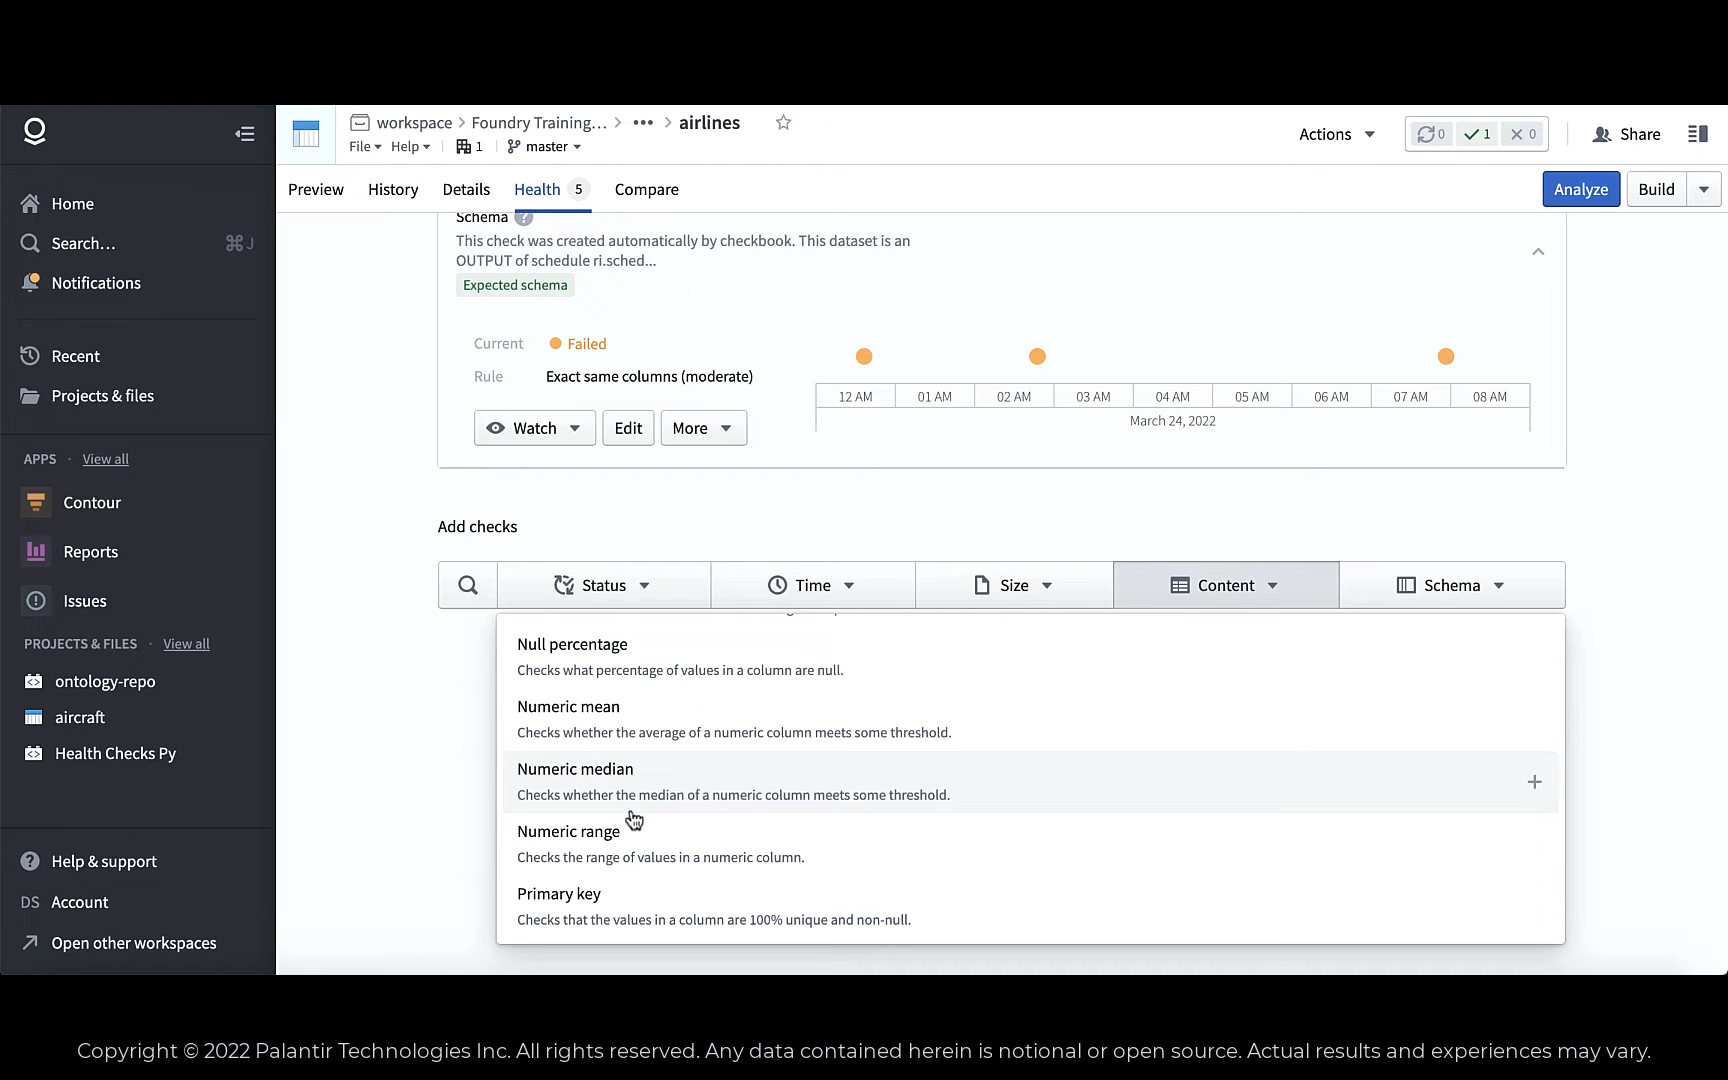 workspace > Foundry Training... > ••• > airlines
File Help 1 master
Actions
0 1 0
Share
Home
Search... ⌘ J
Notifications
Recent
Projects & files
APPS · View all
Contour
Reports
Issues
PROJECTS & FILES · View all
ontology-repo
aircraft
Health Checks Py
Help & support
DS Account
Open other workspaces
Preview History Details Health 5 Compare
Analyze Build
Schema ?
This check was created automatically by checkbook. This dataset is an
OUTPUT of schedule ri.sched...
Expected schema
Current Failed
Rule Exact same columns (moderate)
Watch Edit More
12 AM 01 AM 02 AM 03 AM 04 AM 05 AM 06 AM 07 AM 08 AM
March 24, 2022
Add checks
Status Time Size Content Schema
Null percentage
Checks what percentage of values in a column are null.
Numeric mean
Checks whether the average of a numeric column meets some threshold.
Numeric median
Checks whether the median of a numeric column meets some threshold.
Numeric range
Checks the range of values in a numeric column.
Primary key
Checks that the values in a column are 100% unique and non-null.
Copyright © 2022 Palantir Technologies Inc. All rights reserved. Any data contained herein is notional or open source. Actual results and experiences may vary.